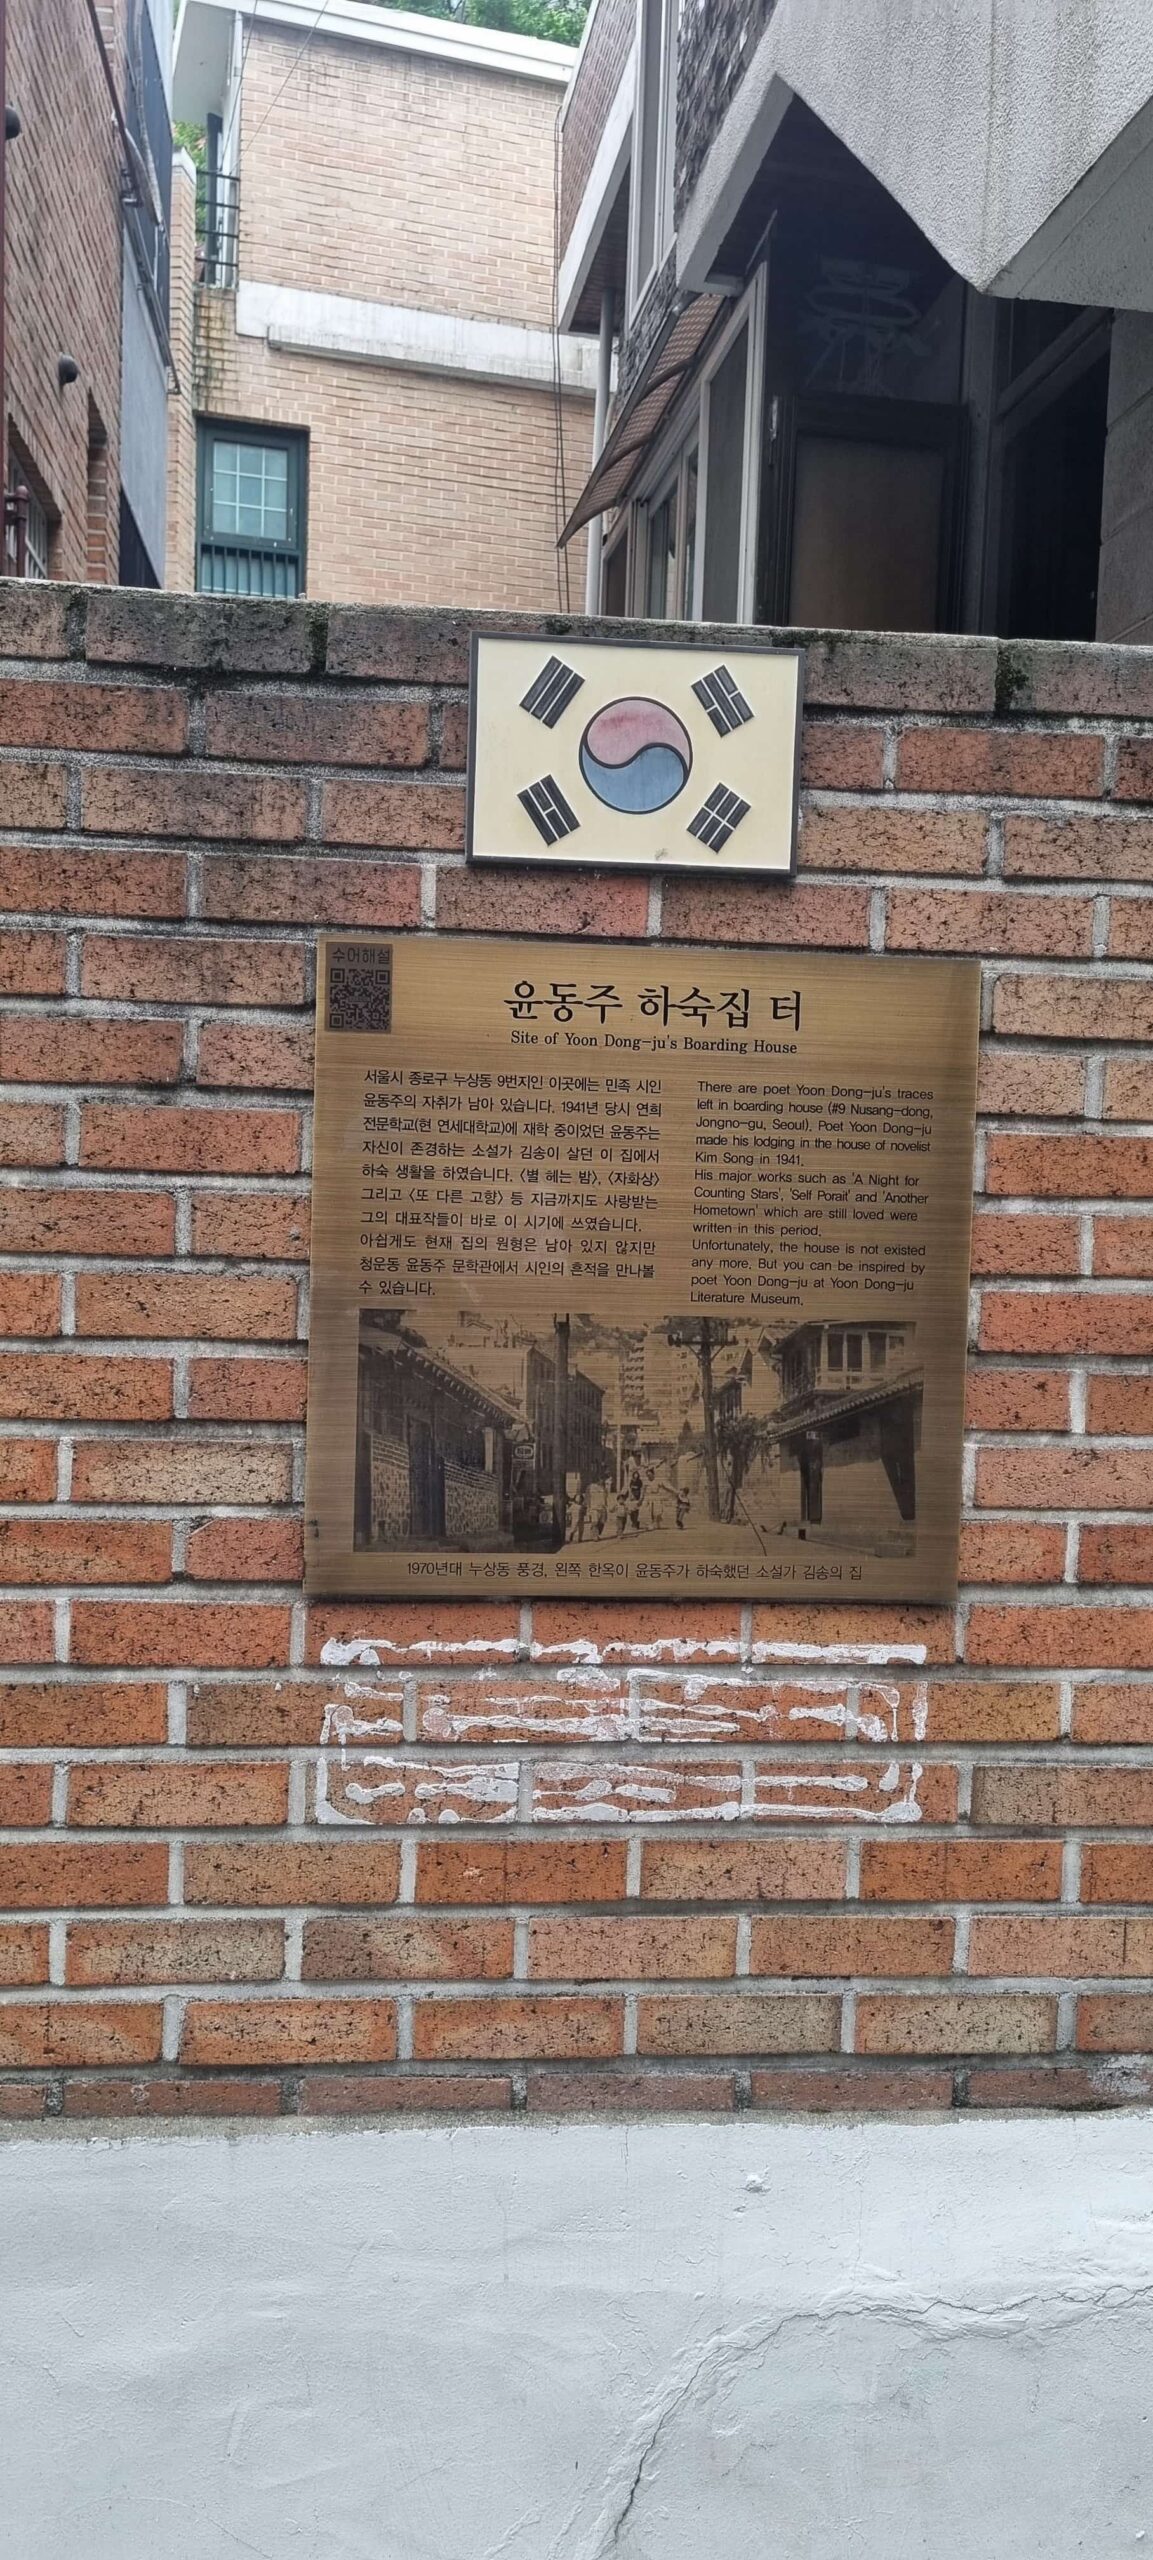 수어해설
윤동주 하숙집 터
Site of Yoon Dong-ju's Boarding House
서울시 종로구 누상동 9번지인 이곳에는 민족 시인
윤동주의 자취가 남아 있습니다. 1941년 당시 연희
전문학교(현 연세대학교)에 재학 중이었던 윤동주는
자신이 존경하는 소설가 김송이 살던 이 집에서
하숙 생활을 하였습니다. <별 헤는 밤>, <자화상>
그리고 <또 다른 고향> 등 지금까지도 사랑받는
그의 대표작들이 바로 이 시기에 쓰였습니다.
아쉽게도 현재 집의 원형은 남아 있지 않지만
청운동 윤동주 문학관에서 시인의 흔적을 만나볼
수 있습니다.
There are poet Yoon Dong-ju's traces
left in boarding house (#9 Nusang-dong,
Jongno-gu, Seoul). Poet Yoon Dong-ju
made his lodging in the house of novelist
Kim Song in 1941.
His major works such as 'A Night for
Counting Stars', 'Self Porait' and 'Another
Hometown' which are still loved were
written in this period.
Unfortunately, the house is not existed
any more. But you can be inspired by
poet Yoon Dong-ju at Yoon Dong-ju
Literature Museum.
1970년대 누상동 풍경, 왼쪽 한옥이 윤동주가 하숙했던 소설가 김송의 집